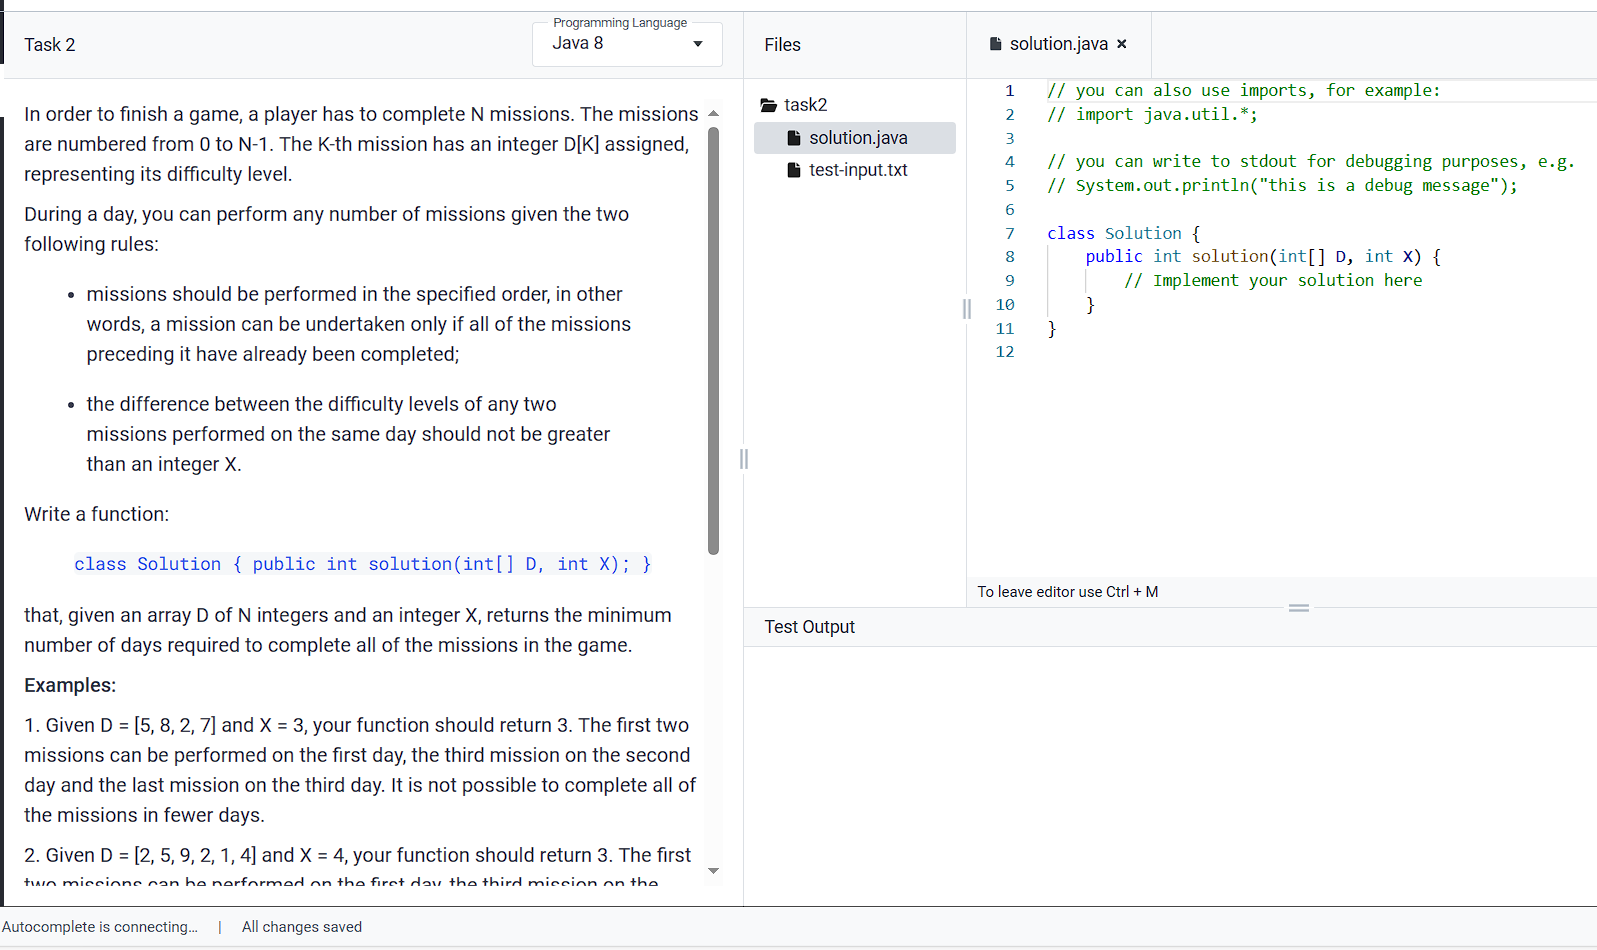 Task 2
Programming Language
Java 8
In order to finish a game, a player has to complete N missions. The missions
are numbered from 0 to N-1. The K-th mission has an integer D[K] assigned,
representing its difficulty level.
During a day, you can perform any number of missions given the two
following rules:
• missions should be performed in the specified order, in other
words, a mission can be undertaken only if all of the missions
preceding it have already been completed;
• the difference between the difficulty levels of any two
missions performed on the same day should not be greater
than an integer X.
Write a function:
class Solution { public int solution(int[] D, int X); }
that, given an array D of N integers and an integer X, returns the minimum
number of days required to complete all of the missions in the game.
Examples:
1. Given D = [5, 8, 2, 7] and X = 3, your function should return 3. The first two
missions can be performed on the first day, the third mission on the second
day and the last mission on the third day. It is not possible to complete all of
the missions in fewer days.
2. Given D = [2, 5, 9, 2, 1, 4] and X = 4, your function should return 3. The first
two missions can be performed on the first day, the third mission on the
Files
task2
solution.java
test-input.txt
solution.java ×
1 // you can also use imports, for example:
2 // import java.util.*;
3
4 // you can write to stdout for debugging purposes, e.g.
5 // System.out.println("this is a debug message");
6
7 class Solution {
8 public int solution(int[] D, int X) {
9 // Implement your solution here
10 }
11 }
12
To leave editor use Ctrl + M
Test Output
Autocomplete is connecting... | All changes saved